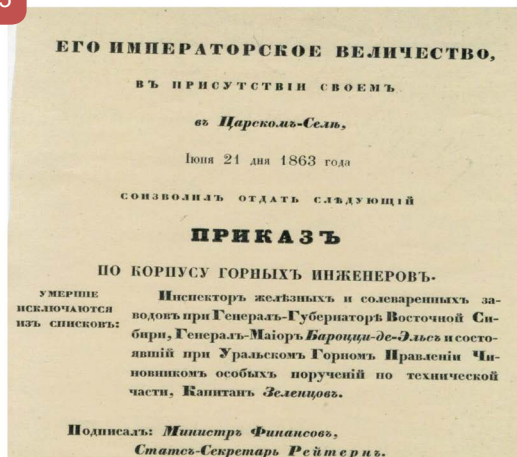 5
ЕГО ИМПЕРАТОРСКОЕ ВЕЛИЧЕСТВО,
ВЪ ПРИСУТСТВІИ СВОЕМЪ
въ Царскомъ-Селѣ,
Іюня 21 дня 1863 года
СОИЗВОЛИЛЪ ОТДАТЬ СЛѢДУЮЩІЙ
ПРИКАЗЪ
ПО КОРПУСУ ГОРНЫХЪ ИНЖЕНЕРОВЪ.
УМЕРШІЕ
ИСКЛЮЧАЮТСЯ
ИЗЪ СПИСКОВЪ:
Инспекторъ желѣзныхъ и солеваренныхъ за-
водовъ при Генералъ-Губернаторѣ Восточной Си-
бири, Генералъ-Маіоръ Бароцци-де-Эльсъ и состо-
явшій при Уральскомъ Горномъ Правленіи Чи-
новникомъ особыхъ порученій по технической
части, Капитанъ Зеленцовъ.
Подписалъ: Министръ Финансовъ,
Статсъ-Секретарь Рейтернъ.